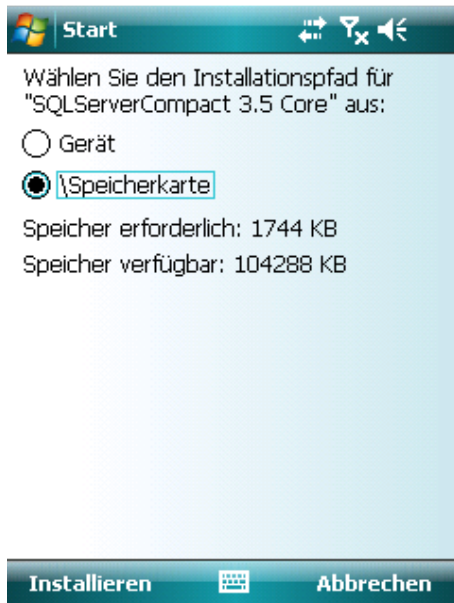 Start
Wählen Sie den Installationspfad für
"SQLServerCompact 3.5 Core" aus:
Gerät
\Speicherkarte
Speicher erforderlich: 1744 KB
Speicher verfügbar: 104288 KB
Installieren
Abbrechen